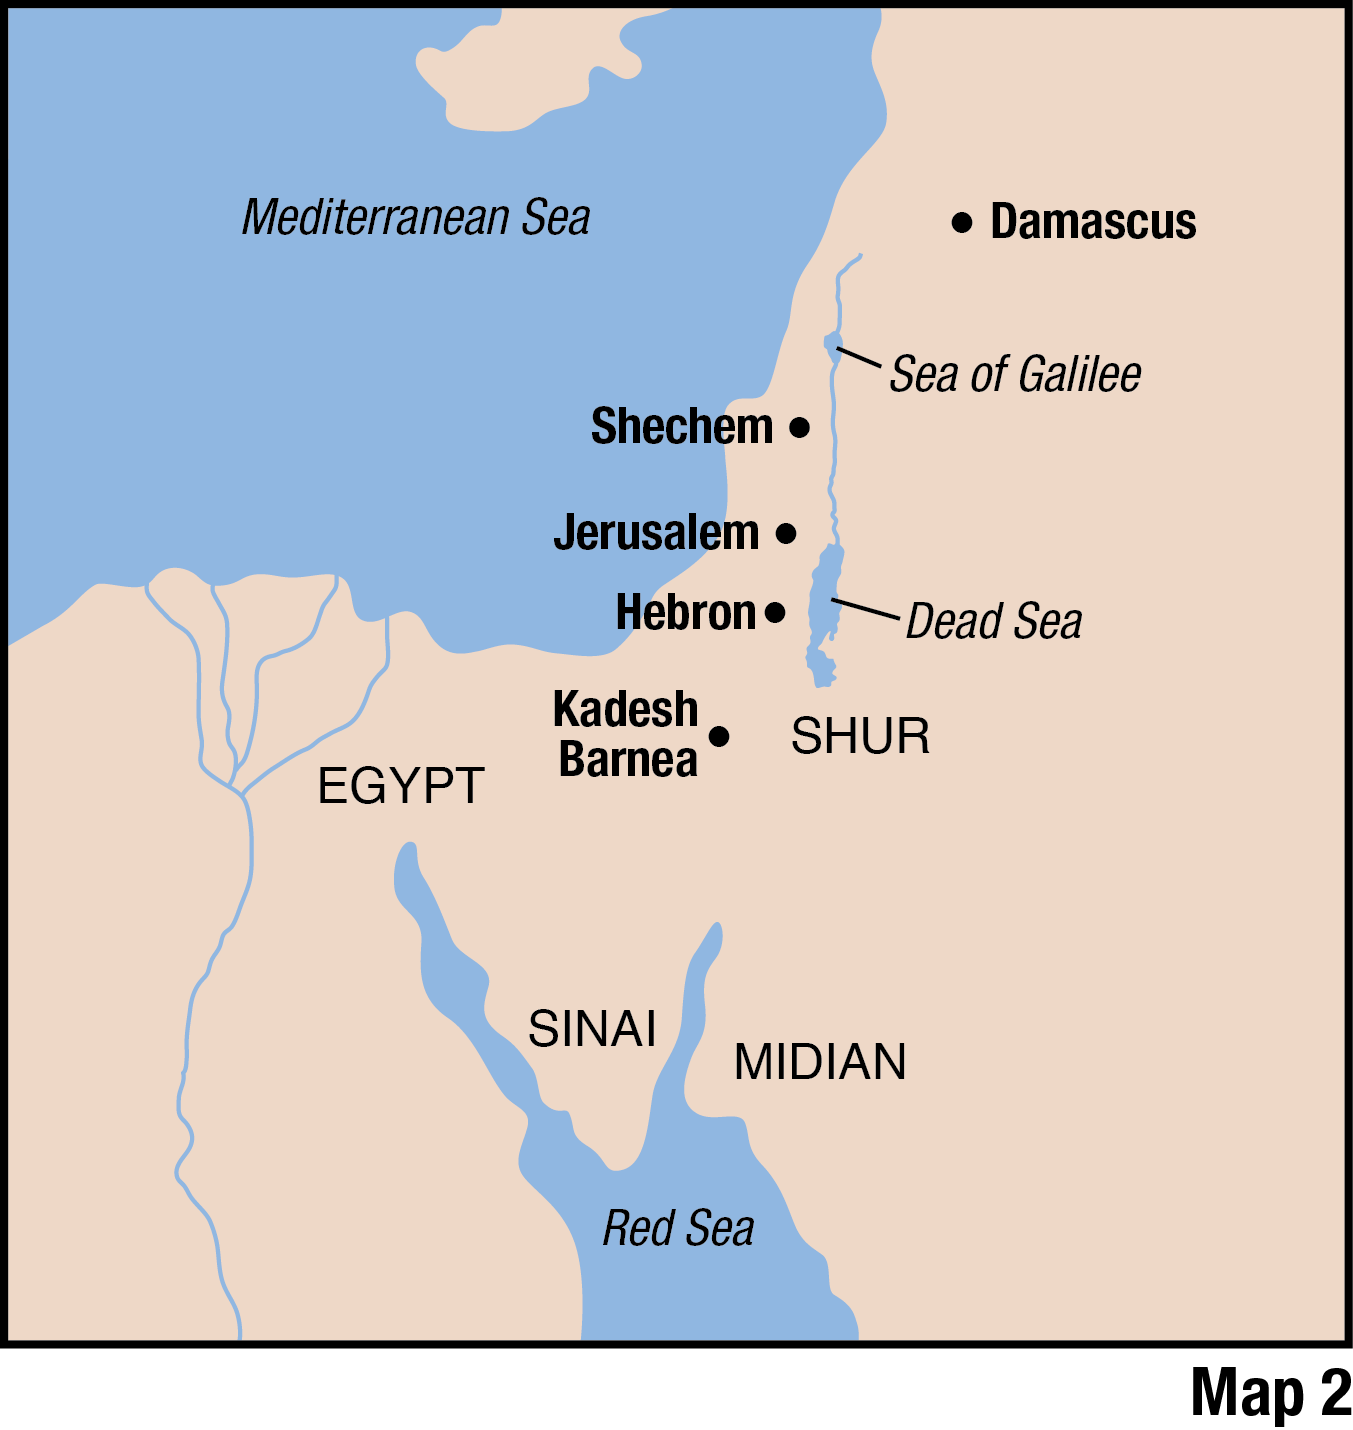 Mediterranean Sea
Damascus
Sea of Galilee
Shechem
Jerusalem
Hebron
Dead Sea
Kadesh
Barnea
SHUR
EGYPT
SINAI
MIDIAN
Red Sea
Map 2